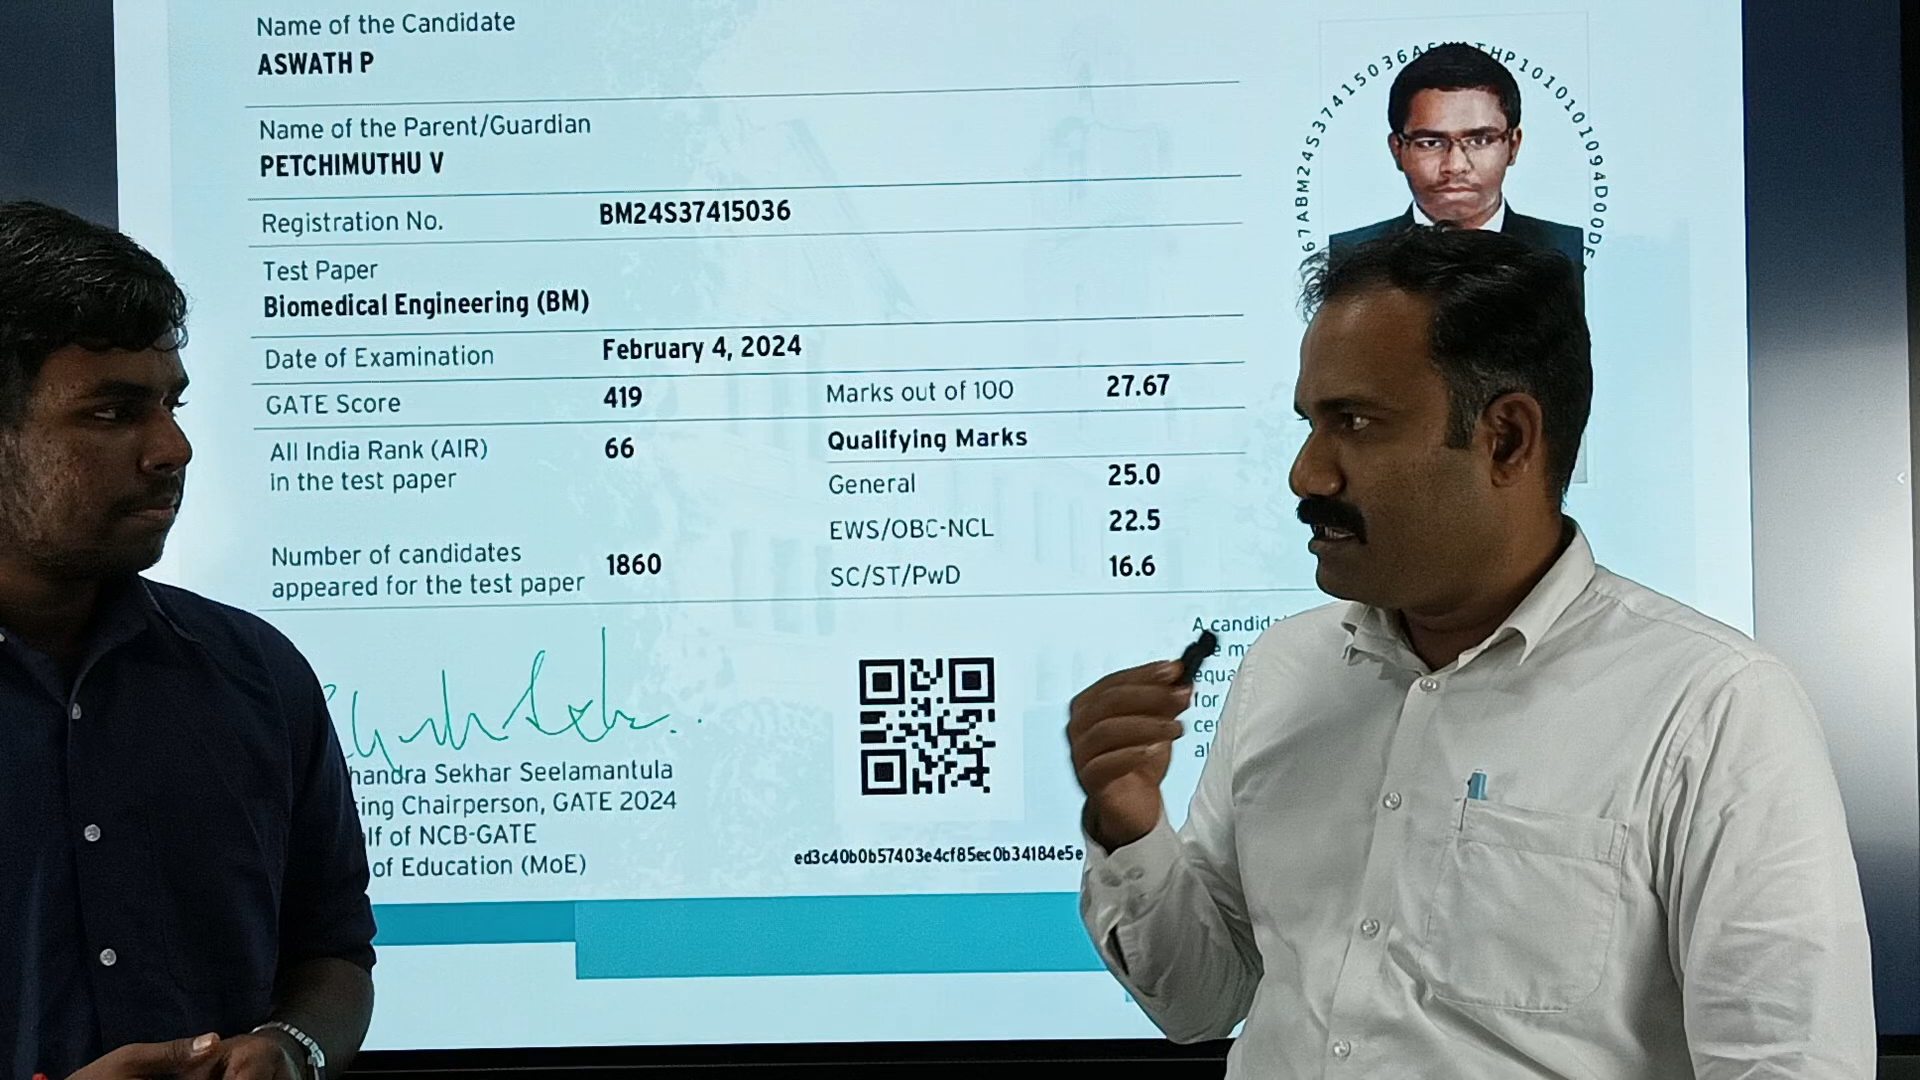 Name of the Candidate
ASWATH P
Name of the Parent/Guardian
PETCHIMUTHU V
Registration No. BM24S37415036
Test Paper
Biomedical Engineering (BM)
Date of Examination February 4, 2024
GATE Score 419 Marks out of 100 27.67
All India Rank (AIR) 66 Qualifying Marks
in the test paper
General 25.0
EWS/OBC-NCL 22.5
Number of candidates 1860
appeared for the test paper
SC/ST/PwD 16.6
A candid
equa
for
handra Sekhar Seelamantula
ing Chairperson, GATE 2024
lf of NCB-GATE
of Education (MoE)
ed3c40b0b57403e4cf85ec0b34184e5e